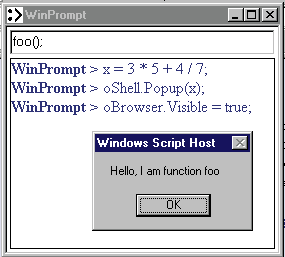 WinPrompt
foo();
WinPrompt > x = 3 * 5 + 4 / 7;
WinPrompt > oShell.Popup(x);
WinPrompt > oBrowser.Visible = true;
Windows Script Host
Hello, I am function foo
OK